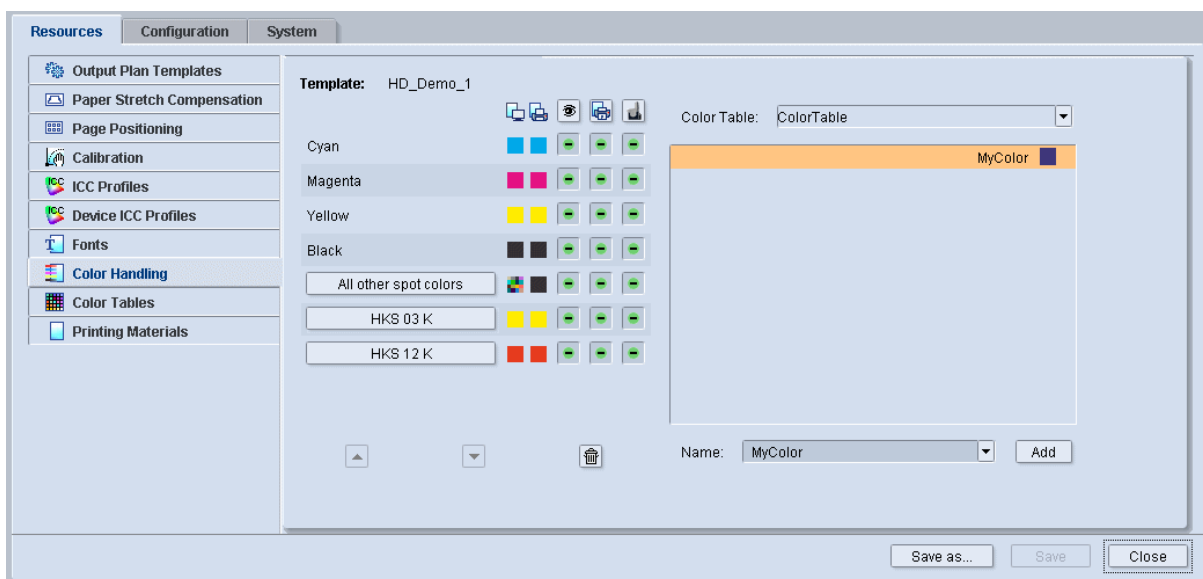 Resources Configuration System
Output Plan Templates
Paper Stretch Compensation
Page Positioning
Calibration
ICC ICC Profiles
ICC Device ICC Profiles
T Fonts
Color Handling
Color Tables
Printing Materials
Template: HD_Demo_1
Cyan
Magenta
Yellow
Black
All other spot colors
HKS 03 K
HKS 12 K
Color Table: ColorTable
MyColor
Name: MyColor Add
Save as... Save Close